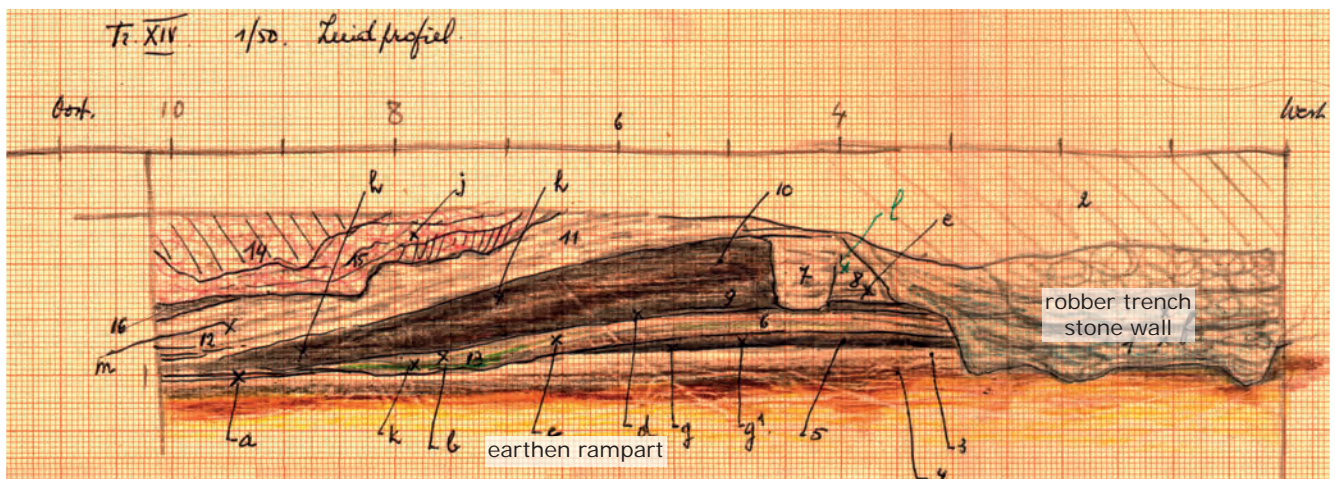 Tr. XIV 1/50. Zuidprofiel.
Oost. 10 8 6 4 West
h j k 10 l e 2
14 15 11
7 8
16 12 9 6 1
robber trench
stone wall
m 13
a k b c d g g1. 5 3
earthen rampart
4